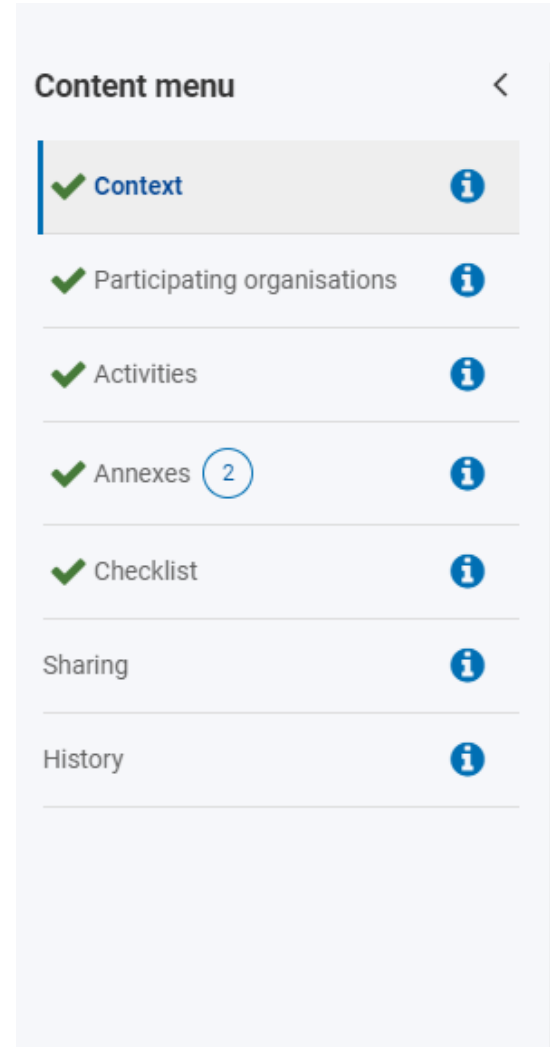 Content menu
Context
Participating organisations
Activities
Annexes 2
Checklist
Sharing
History